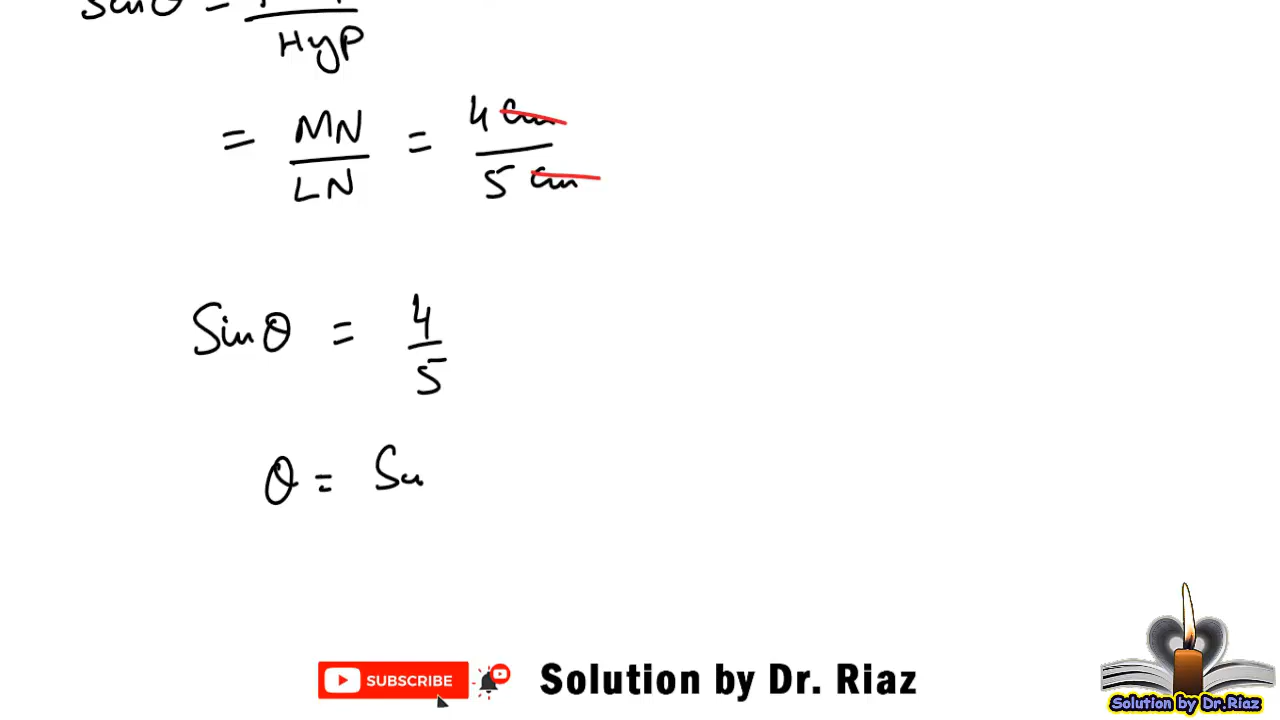 Sinθ =
Hyp
= MN/LN = 4 cm/5 cm
Sinθ = 4/5
θ =
SUBSCRIBE
Solution by Dr. Riaz
Solution by Dr.Riaz